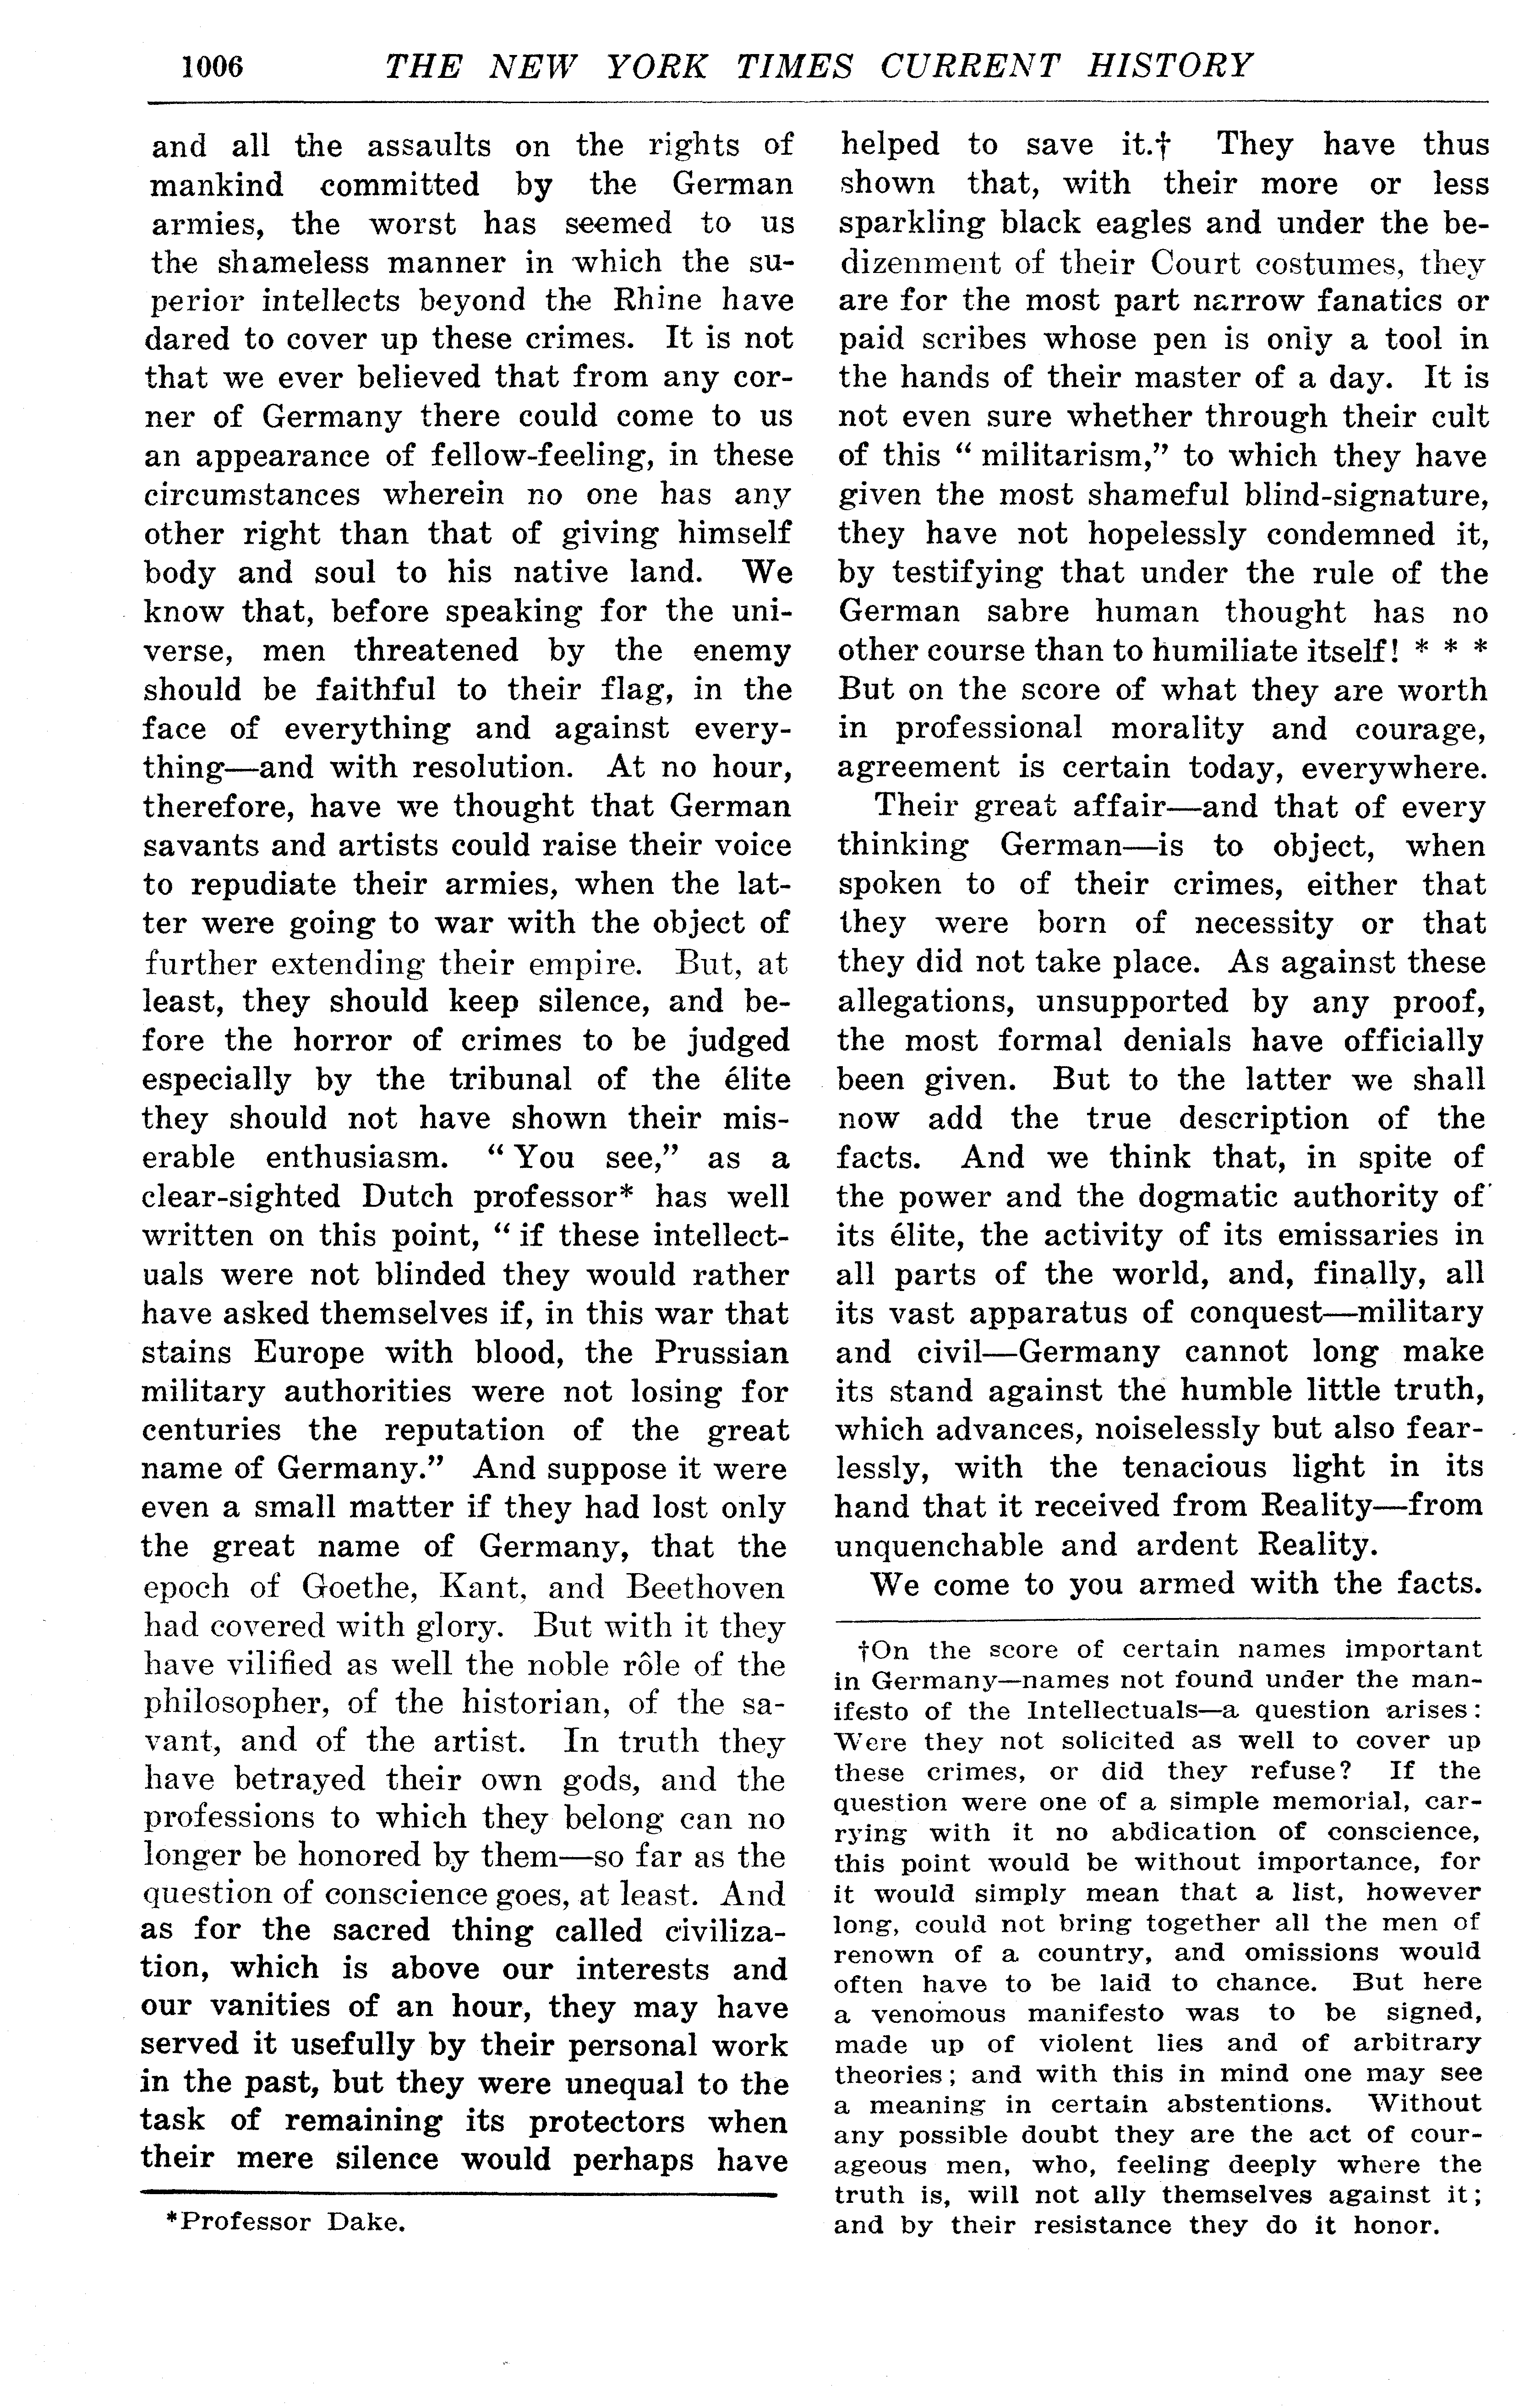 1006 THE NEW YORK TIMES CURRENT HISTORY
and all the assaults on the rights of
mankind committed by the German
armies, the worst has seemed to us
the shameless manner in which the su-
perior intellects beyond the Rhine have
dared to cover up these crimes. It is not
that we ever believed that from any cor-
ner of Germany there could come to us
an appearance of fellow-feeling, in these
circumstances wherein no one has any
other right than that of giving himself
body and soul to his native land. We
know that, before speaking for the uni-
verse, men threatened by the enemy
should be faithful to their flag, in the
face of everything and against every-
thing—and with resolution. At no hour,
therefore, have we thought that German
savants and artists could raise their voice
to repudiate their armies, when the lat-
ter were going to war with the object of
further extending their empire. But, at
least, they should keep silence, and be-
fore the horror of crimes to be judged
especially by the tribunal of the élite
they should not have shown their mis-
erable enthusiasm. " You see," as a
clear-sighted Dutch professor* has well
written on this point, " if these intellect-
uals were not blinded they would rather
have asked themselves if, in this war that
stains Europe with blood, the Prussian
military authorities were not losing for
centuries the reputation of the great
name of Germany." And suppose it were
even a small matter if they had lost only
the great name of Germany, that the
epoch of Goethe, Kant, and Beethoven
had covered with glory. But with it they
have vilified as well the noble rôle of the
philosopher, of the historian, of the sa-
vant, and of the artist. In truth they
have betrayed their own gods, and the
professions to which they belong can no
longer be honored by them—so far as the
question of conscience goes, at least. And
as for the sacred thing called civiliza-
tion, which is above our interests and
our vanities of an hour, they may have
served it usefully by their personal work
in the past, but they were unequal to the
task of remaining its protectors when
their mere silence would perhaps have
*Professor Dake.
helped to save it.† They have thus
shown that, with their more or less
sparkling black eagles and under the be-
dizenment of their Court costumes, they
are for the most part narrow fanatics or
paid scribes whose pen is only a tool in
the hands of their master of a day. It is
not even sure whether through their cult
of this " militarism," to which they have
given the most shameful blind-signature,
they have not hopelessly condemned it,
by testifying that under the rule of the
German sabre human thought has no
other course than to humiliate itself! * * *
But on the score of what they are worth
in professional morality and courage,
agreement is certain today, everywhere.
Their great affair—and that of every
thinking German—is to object, when
spoken to of their crimes, either that
they were born of necessity or that
they did not take place. As against these
allegations, unsupported by any proof,
the most formal denials have officially
been given. But to the latter we shall
now add the true description of the
facts. And we think that, in spite of
the power and the dogmatic authority of
its élite, the activity of its emissaries in
all parts of the world, and, finally, all
its vast apparatus of conquest—military
and civil—Germany cannot long make
its stand against the humble little truth,
which advances, noiselessly but also fear-
lessly, with the tenacious light in its
hand that it received from Reality—from
unquenchable and ardent Reality.
We come to you armed with the facts.
†On the score of certain names important
in Germany—names not found under the man-
ifesto of the Intellectuals—a question arises:
Were they not solicited as well to cover up
these crimes, or did they refuse? If the
question were one of a simple memorial, car-
rying with it no abdication of conscience,
this point would be without importance, for
it would simply mean that a list, however
long, could not bring together all the men of
renown of a country, and omissions would
often have to be laid to chance. But here
a venomous manifesto was to be signed,
made up of violent lies and of arbitrary
theories; and with this in mind one may see
a meaning in certain abstentions. Without
any possible doubt they are the act of cour-
ageous men, who, feeling deeply where the
truth is, will not ally themselves against it;
and by their resistance they do it honor.